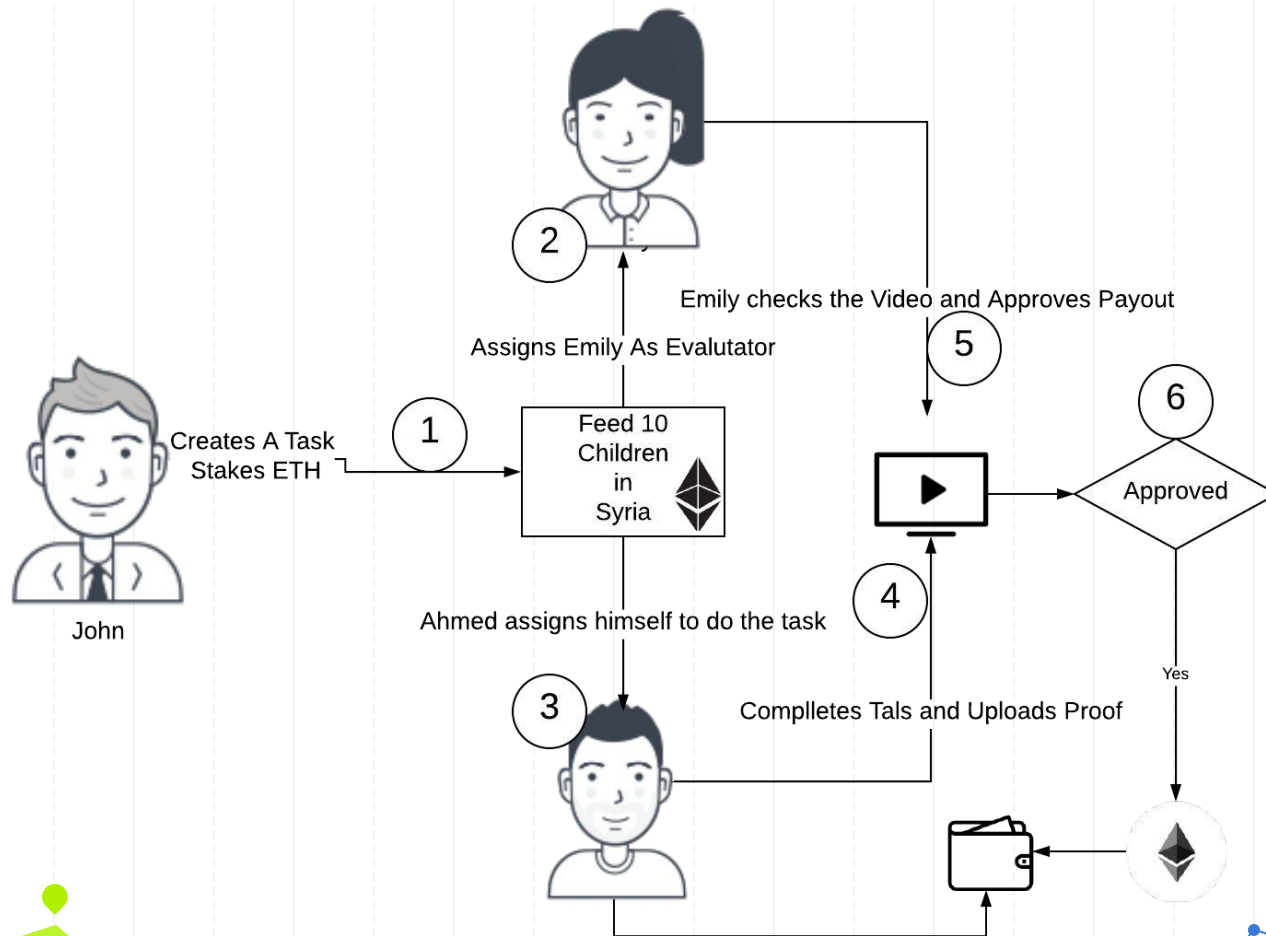 2
Emily checks the Video and Approves Payout
Assigns Emily As Evalutator
5
6
1
Creates A Task
Stakes ETH
Feed 10
Children
in
Syria
Approved
4
Ahmed assigns himself to do the task
John
Yes
3
Complletes Tals and Uploads Proof